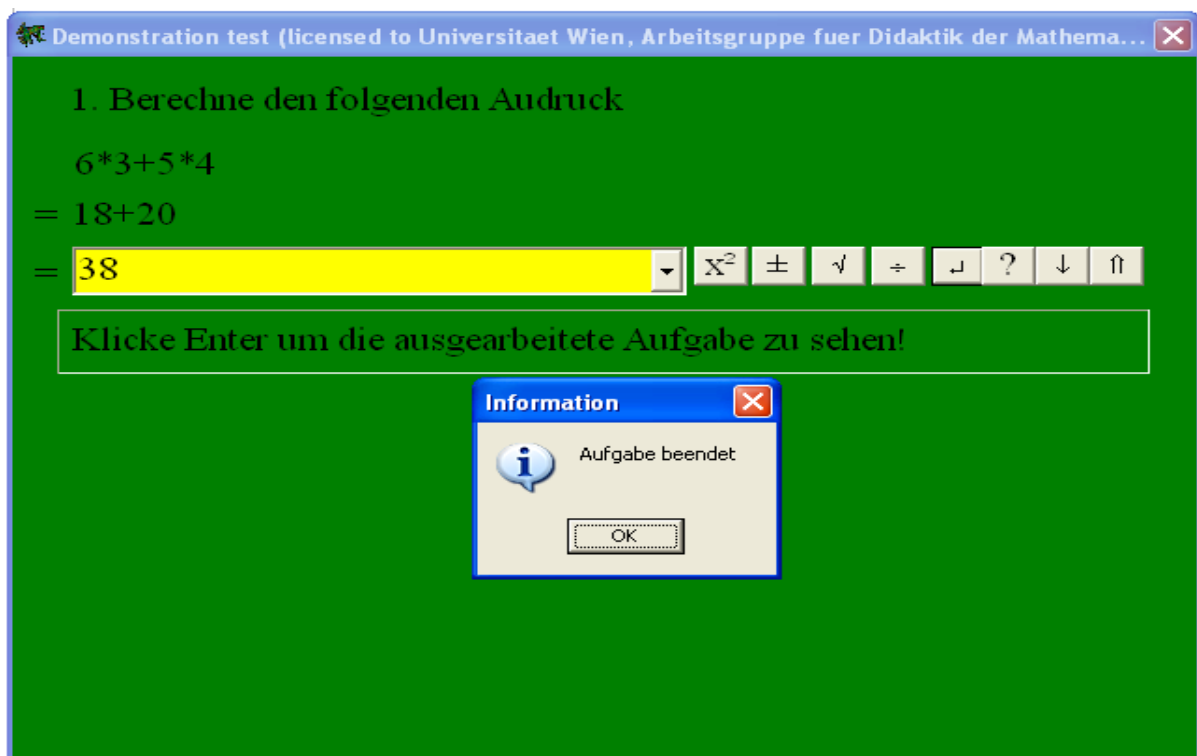 Demonstration test (licensed to Universitaet Wien, Arbeitsgruppe fuer Didaktik der Mathema...
1. Berechne den folgenden Audruck
6*3+5*4
= 18+20
= 38
x² ± √ ÷ ↵ ? ↓ ⇑
Klicke Enter um die ausgearbeitete Aufgabe zu sehen!
Information
Aufgabe beendet
OK